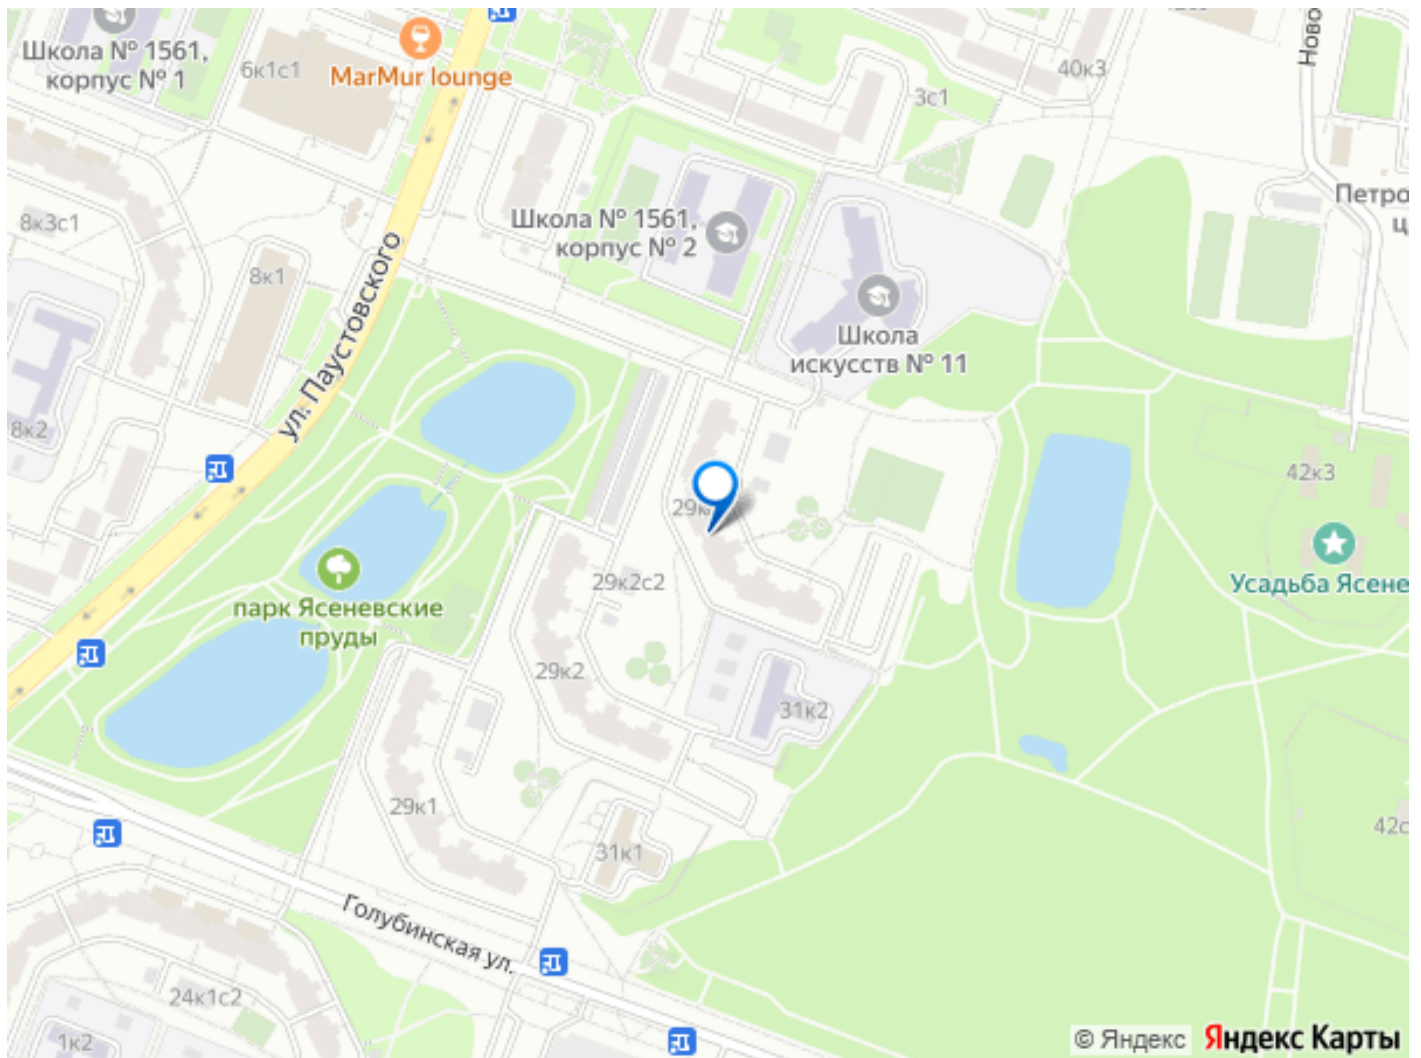 Школа № 1561,
корпус № 1
6к1с1
MarMur lounge
40к3
3с1
Ново
Петро
ц
Школа № 1561,
корпус № 2
8к3с1
8к1
ул. Паустовского
Школа
искусств № 11
8к2
29к
42к3
Усадьба Ясене
парк Ясеневские
пруды
29к2с2
29к2
31к2
29к1
31к1
42с
Голубинская ул.
24к1с2
1к2
© Яндекс Яндекс Карты